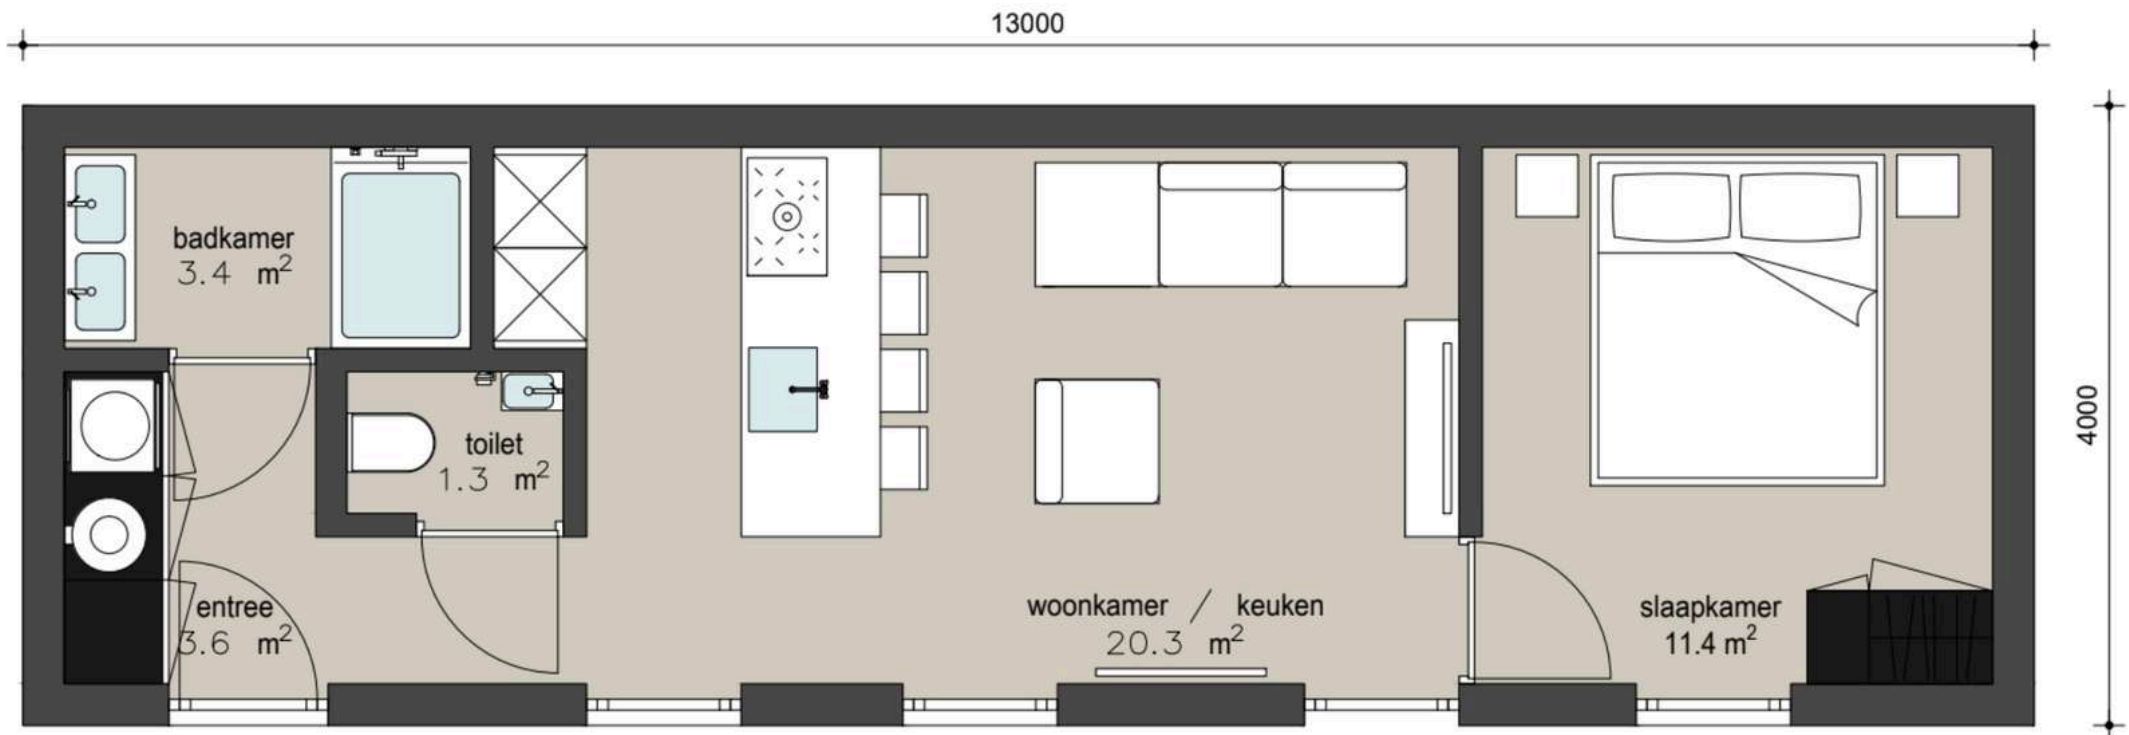 13000
4000
badkamer
3.4 m²
toilet
1.3 m²
entree
3.6 m²
woonkamer / keuken
20.3 m²
slaapkamer
11.4 m²